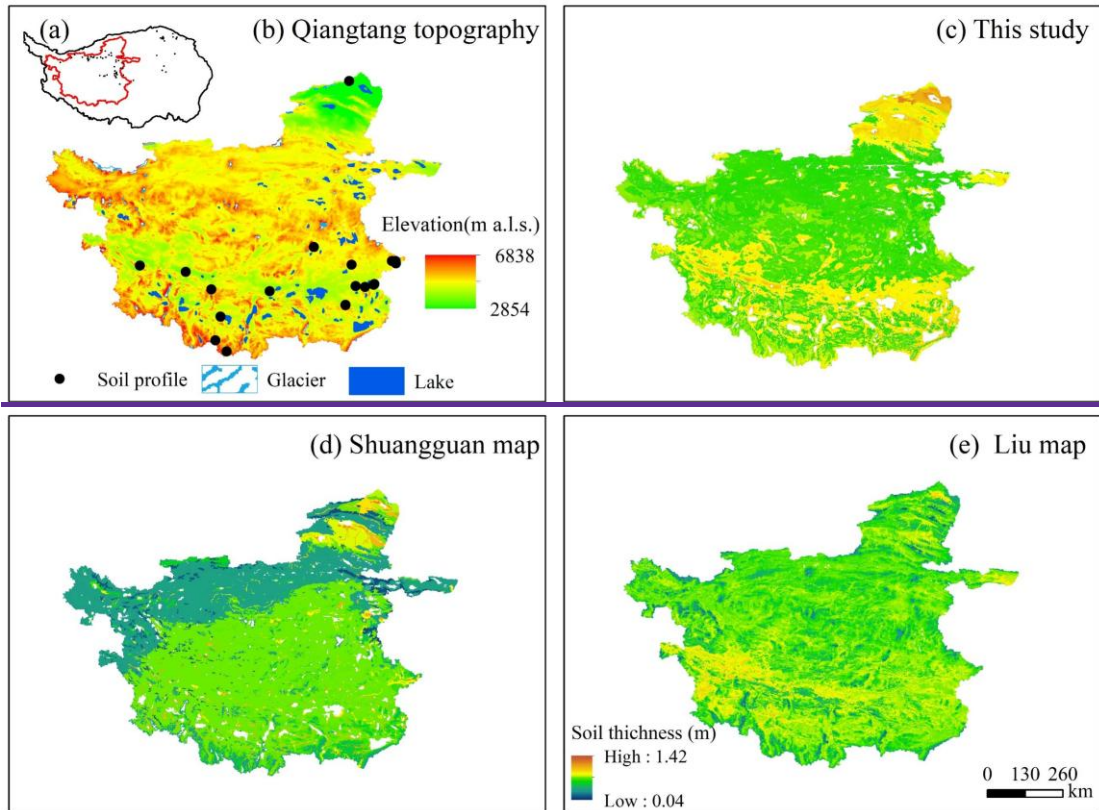 (a)
(b) Qiangtang topography
(c) This study
Elevation(m a.l.s.)
6838
2854
Soil profile
Glacier
Lake
(d) Shuangguan map
(e) Liu map
Soil thichness (m)
High : 1.42
Low : 0.04
0 130 260
km